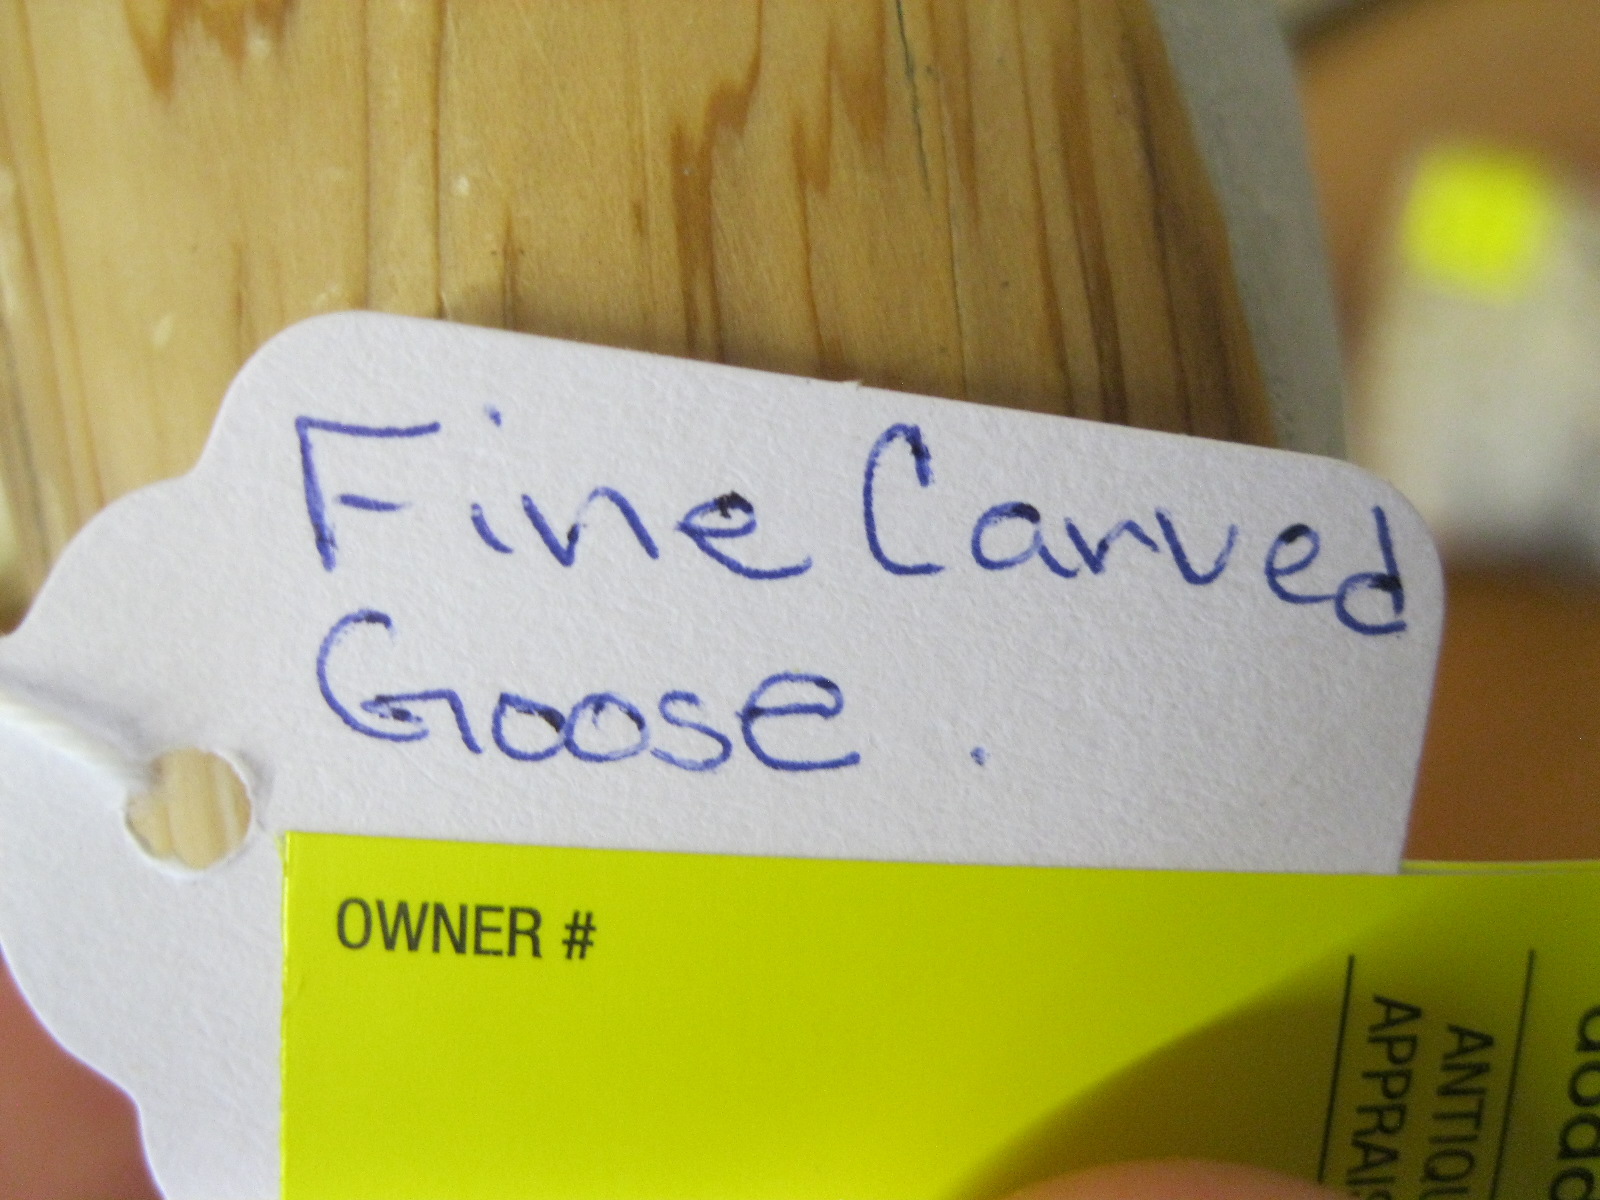 Fine Carved
Goose .
OWNER #